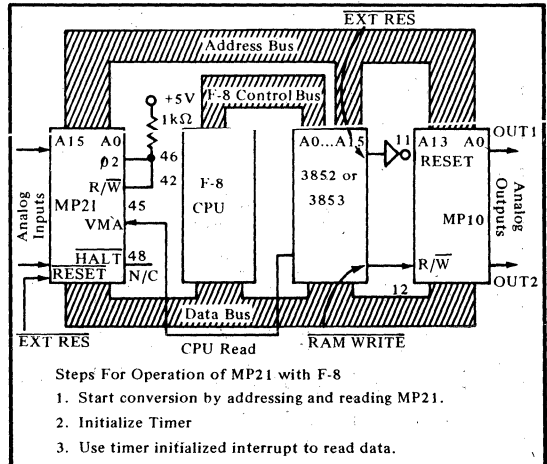 EXT RES
Address Bus
+5V
1kΩ
F-8 Control Bus
A15 A0
φ2
46
R/W
42
MP21
45
VMA
HALT
48
RESET
N/C
Analog Inputs
F-8
CPU
A0...A15
3852 or
3853
11
A13 A0
RESET
MP10
R/W
12
OUT1
Analog Outputs
OUT2
Data Bus
EXT RES
CPU Read
RAM WRITE
Steps For Operation of MP21 with F-8
1. Start conversion by addressing and reading MP21.
2. Initialize Timer
3. Use timer initialized interrupt to read data.